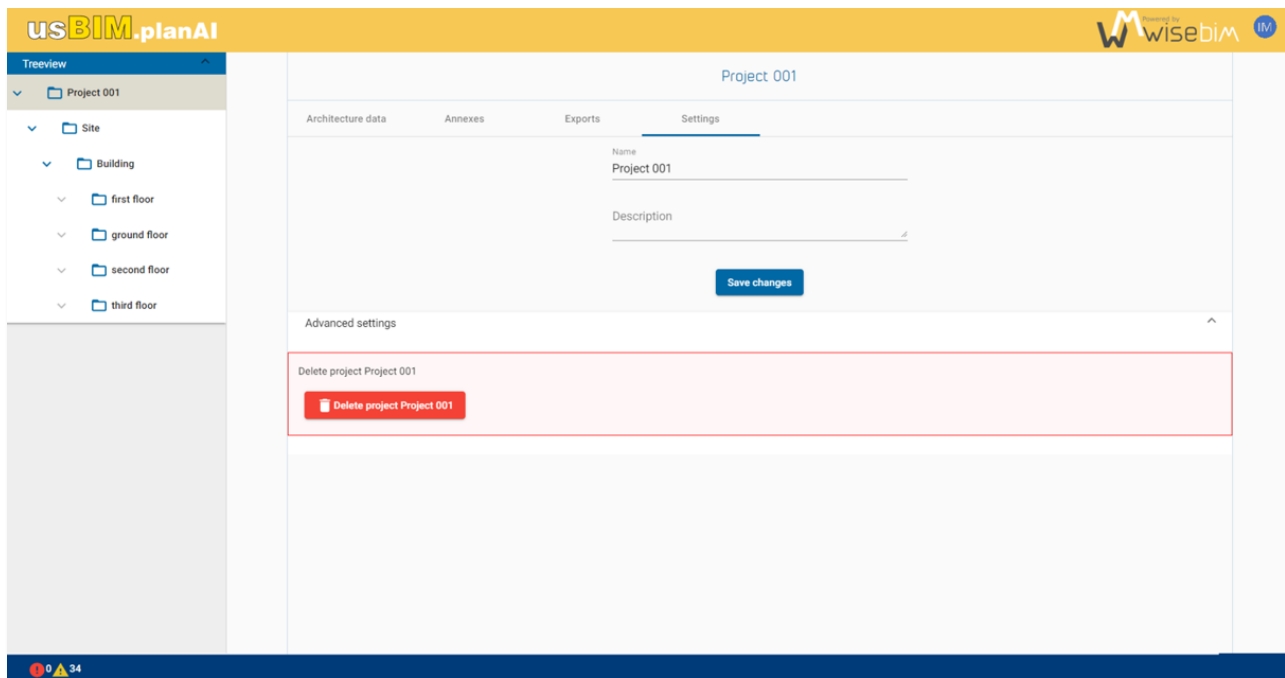 usBIM.planAI
Powered by
wisebim
IM
Treeview
Project 001
Site
Building
first floor
ground floor
second floor
third floor
Project 001
Architecture data Annexes Exports Settings
Name
Project 001
Description
Save changes
Advanced settings
Delete project Project 001
Delete project Project 001
0 34